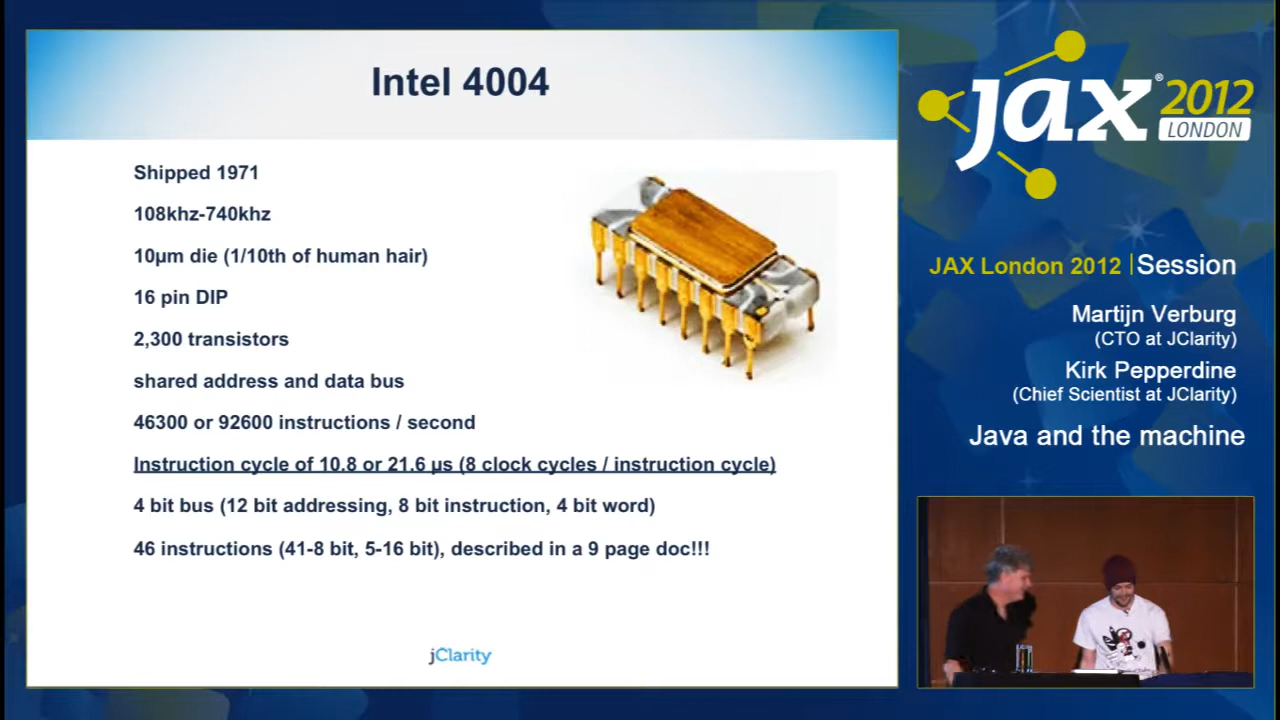 Intel 4004
Shipped 1971
108khz-740khz
10µm die (1/10th of human hair)
16 pin DIP
2,300 transistors
shared address and data bus
46300 or 92600 instructions / second
Instruction cycle of 10.8 or 21.6 µs (8 clock cycles / instruction cycle)
4 bit bus (12 bit addressing, 8 bit instruction, 4 bit word)
46 instructions (41-8 bit, 5-16 bit), described in a 9 page doc!!!
jClarity
jax® 2012
LONDON
JAX London 2012 | Session
Martijn Verburg
(CTO at JClarity)
Kirk Pepperdine
(Chief Scientist at JClarity)
Java and the machine